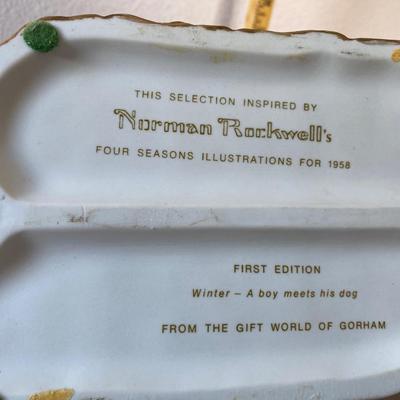 THIS SELECTION INSPIRED BY
Norman Rockwell's
FOUR SEASONS ILLUSTRATIONS FOR 1958
FIRST EDITION
Winter – A boy meets his dog
FROM THE GIFT WORLD OF GORHAM